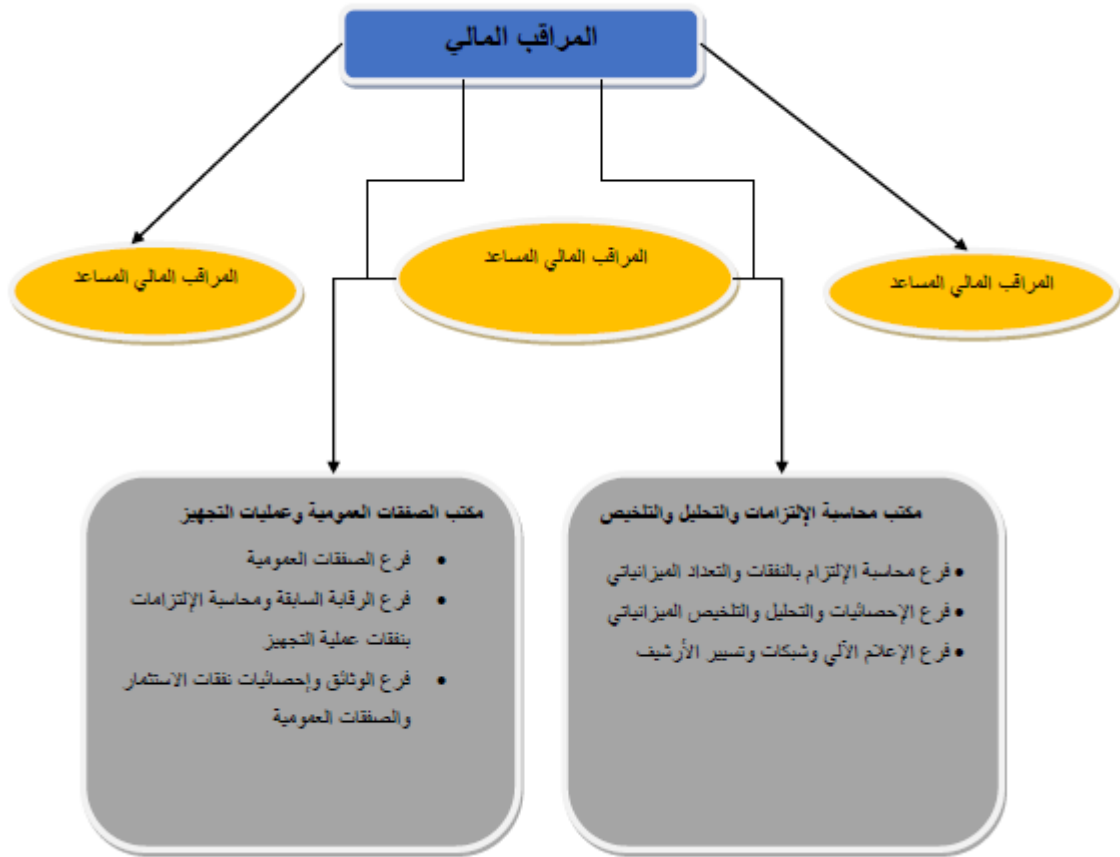 المراقب المالي
المراقب المالي المساعد
المراقب المالي المساعد
المراقب المالي المساعد
مكتب محاسبة الإلتزامات والتحليل والتلخيص
• فرع محاسبة الإلتزام بالنفقات والتعداد الميزانياتي
• فرع الإحصائيات والتحليل والتلخيص الميزانياتي
• فرع الإعلام الآلي وشبكات وتسيير الأرشيف
مكتب الصفقات العمومية وعمليات التجهيز
• فرع الصفقات العمومية
• فرع الرقابة السابقة ومحاسبة الإلتزامات
بنفقات عملية التجهيز
• فرع الوثائق وإحصائيات نفقات الاستثمار
والصفقات العمومية